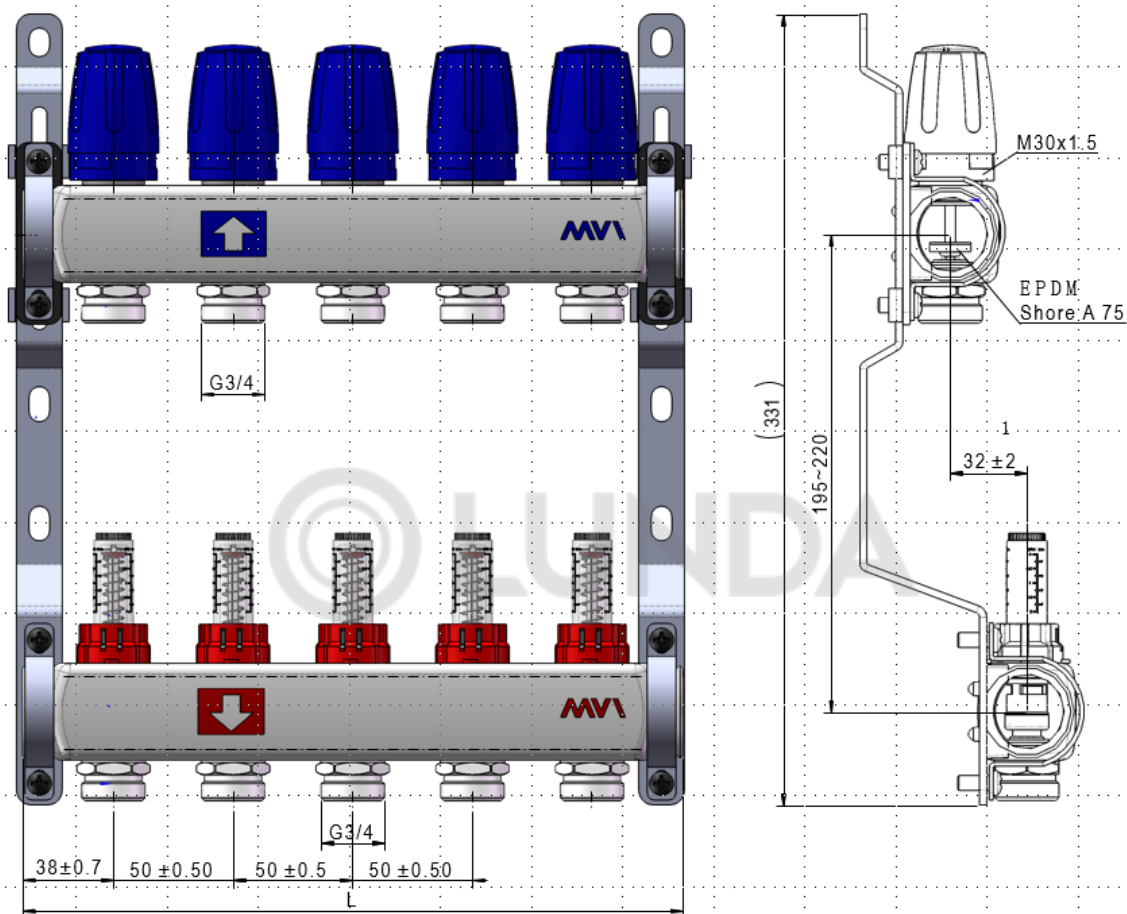 MVI
M30x1.5
EPDM
Shore A 75
G3/4
(331)
195~220
1
32 ±2
LUNDA
MVI
G3/4
38±0.7
50 ±0.50
50 ±0.5
50 ±0.50
L